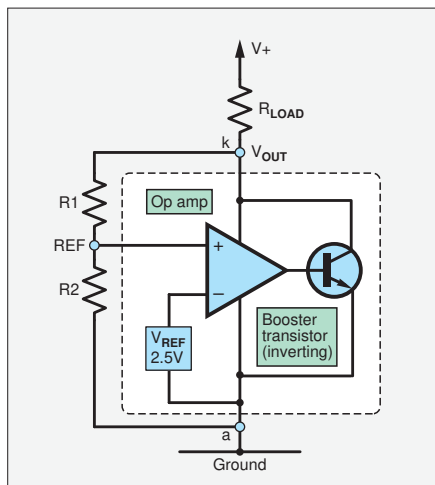 V+
RLOAD
k
VOUT
R1
Op amp
REF
+
R2
–
VREF
2.5V
Booster
transistor
(inverting)
a
Ground